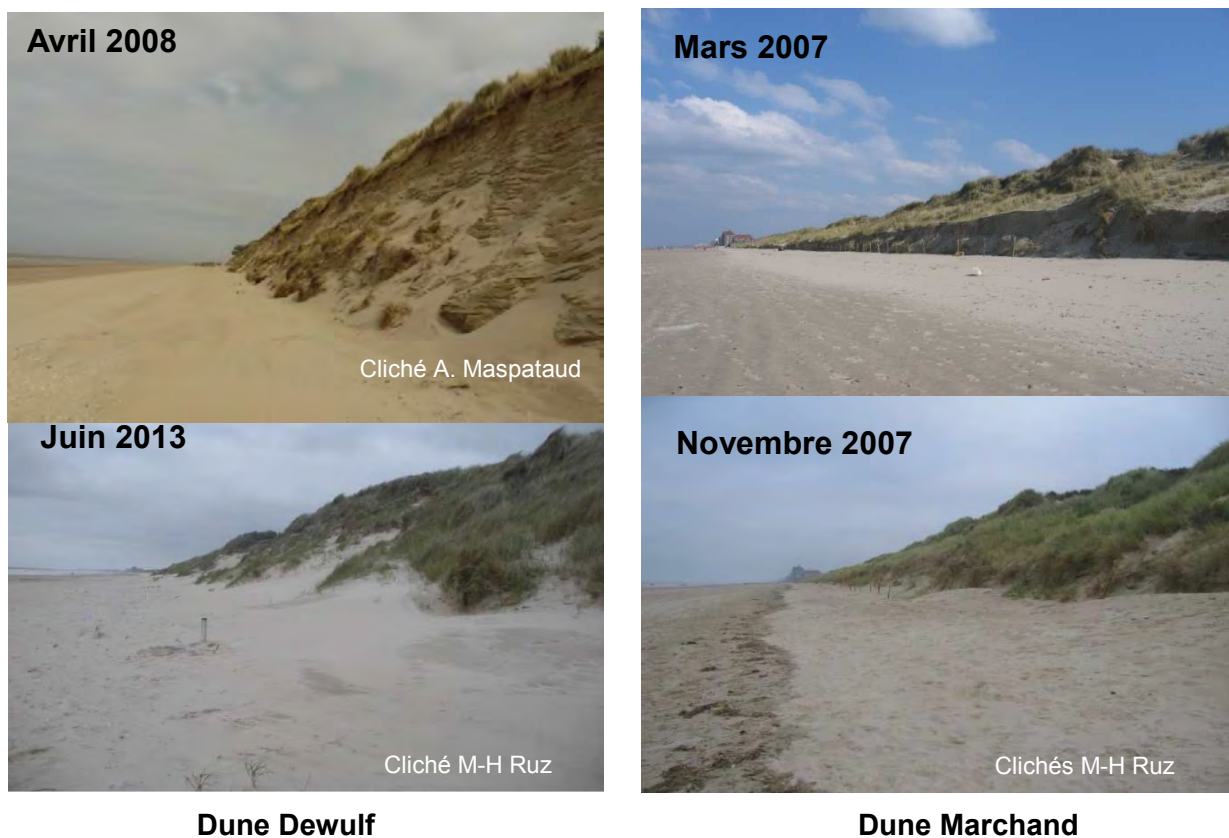 Avril 2008
Cliché A. Maspataud
Juin 2013
Cliché M-H Ruz
Dune Dewulf
Mars 2007
Novembre 2007
Clichés M-H Ruz
Dune Marchand